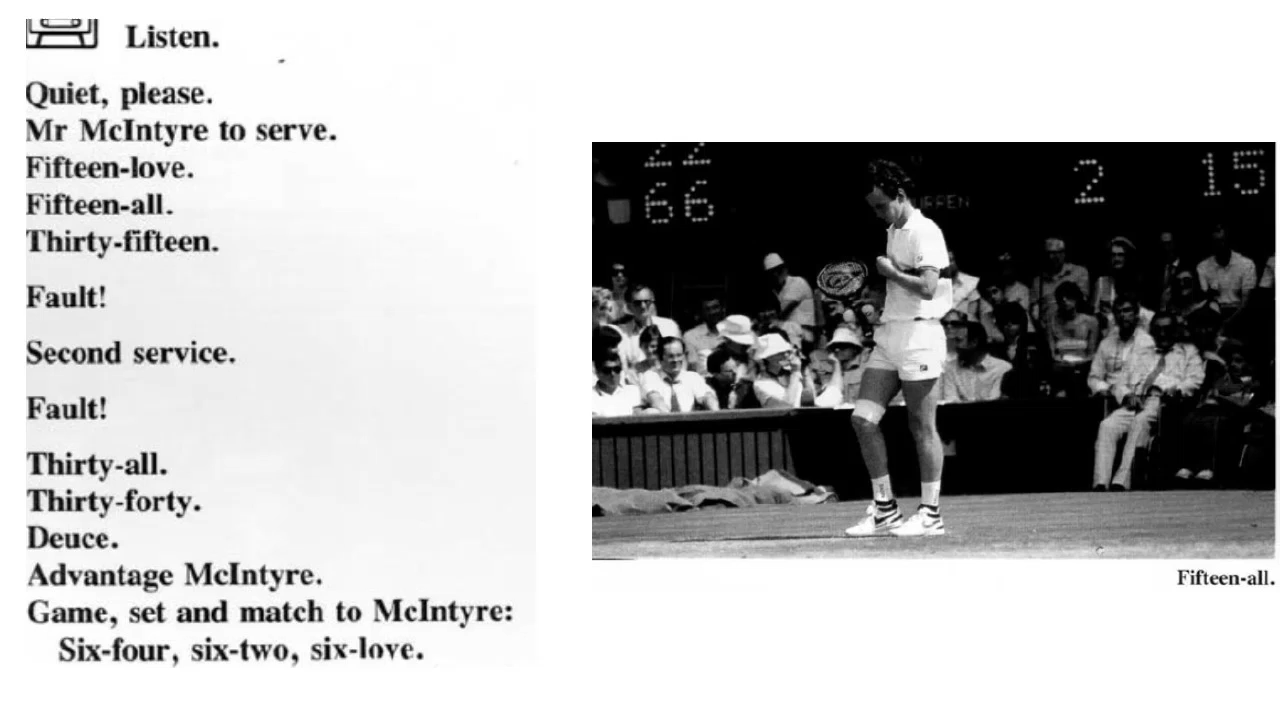 Listen.
Quiet, please.
Mr McIntyre to serve.
Fifteen-love.
Fifteen-all.
Thirty-fifteen.
Fault!
Second service.
Fault!
Thirty-all.
Thirty-forty.
Deuce.
Advantage McIntyre.
Game, set and match to McIntyre:
Six-four, six-two, six-love.
66
2
15
Fifteen-all.